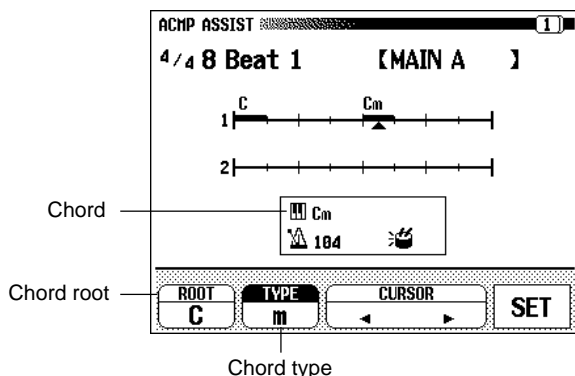 ACMP ASSIST 1
4/4 8 Beat 1 【MAIN A 】
C Cm
1
2
Chord
Cm
104
Chord root
ROOT TYPE CURSOR
C m ◄ ► SET
Chord type